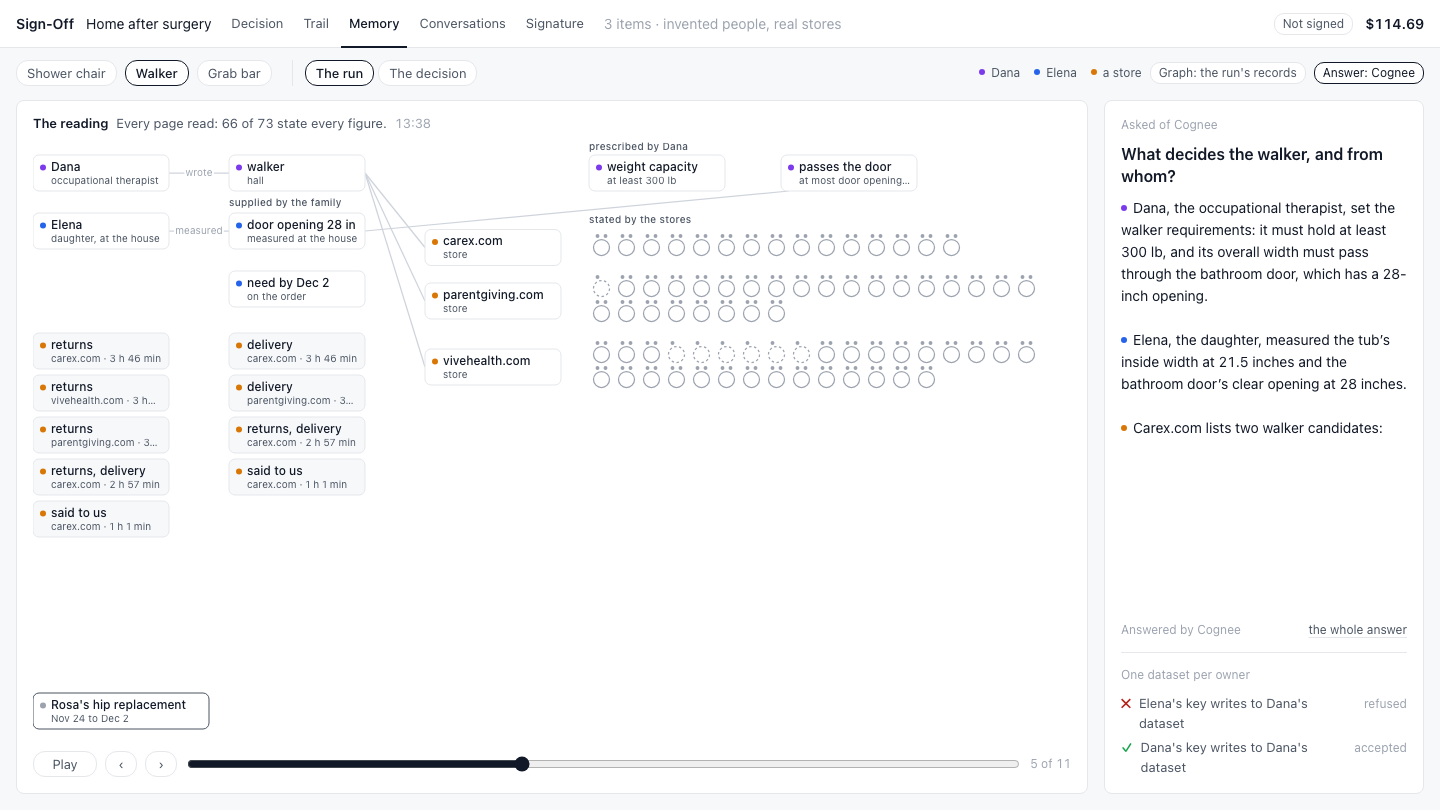 Sign-Off Home after surgery Decision Trail Memory Conversations Signature 3 items · invented people, real stores Not signed $114.69
Shower chair Walker Grab bar The run The decision Dana Elena a store Graph: the run's records Answer: Cognee
The reading Every page read: 66 of 73 state every figure. 13:38
prescribed by Dana
Dana
occupational therapist
wrote
walker
hall
weight capacity
at least 300 lb
passes the door
at most door opening...
supplied by the family
Elena
daughter, at the house
measured
door opening 28 in
measured at the house
stated by the stores
carex.com
store
need by Dec 2
on the order
parentgiving.com
store
vivehealth.com
store
returns
carex.com · 3 h 46 min
delivery
carex.com · 3 h 46 min
returns
vivehealth.com · 3 h...
delivery
parentgiving.com · 3...
returns
parentgiving.com · 3...
returns, delivery
carex.com · 2 h 57 min
returns, delivery
carex.com · 2 h 57 min
said to us
carex.com · 1 h 1 min
said to us
carex.com · 1 h 1 min
Rosa's hip replacement
Nov 24 to Dec 2
Play ‹ › 5 of 11
Asked of Cognee
What decides the walker, and from
whom?
Dana, the occupational therapist, set the
walker requirements: it must hold at least
300 lb, and its overall width must pass
through the bathroom door, which has a 28-
inch opening.
Elena, the daughter, measured the tub’s
inside width at 21.5 inches and the
bathroom door’s clear opening at 28 inches.
Carex.com lists two walker candidates:
Answered by Cognee the whole answer
One dataset per owner
Elena's key writes to Dana's refused
dataset
Dana's key writes to Dana's accepted
dataset